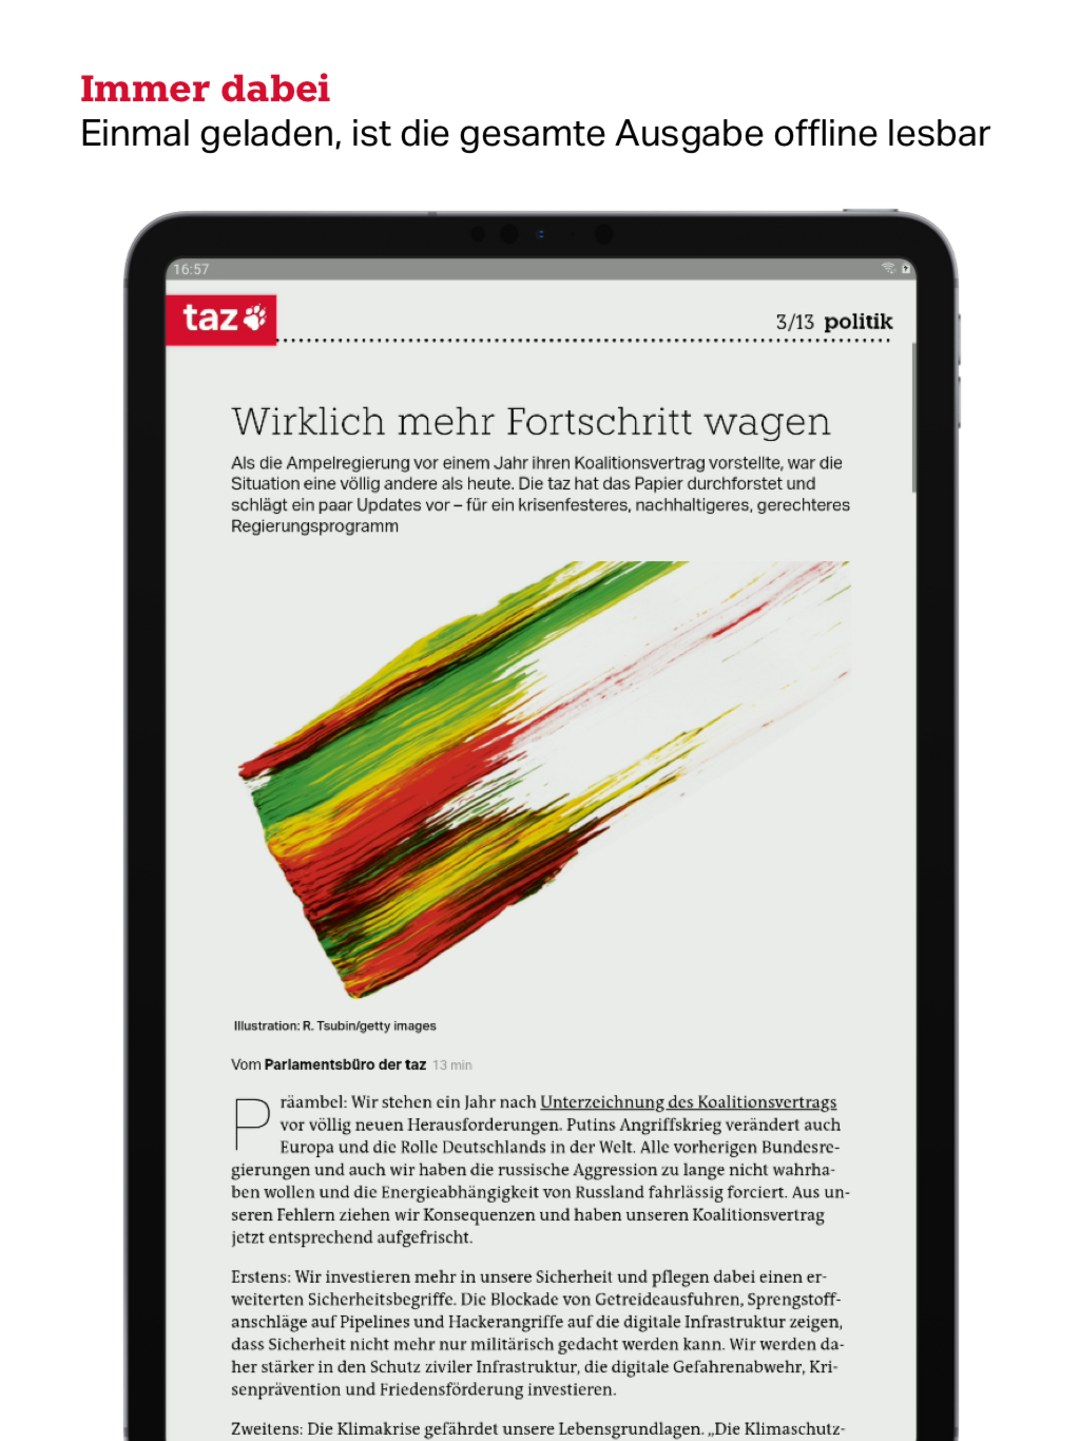 Immer dabei
Einmal geladen, ist die gesamte Ausgabe offline lesbar
16:57
taz
3/13 politik
Wirklich mehr Fortschritt wagen
Als die Ampelregierung vor einem Jahr ihren Koalitionsvertrag vorstellte, war die
Situation eine völlig andere als heute. Die taz hat das Papier durchforstet und
schlägt ein paar Updates vor – für ein krisenfesteres, nachhaltigeres, gerechteres
Regierungsprogramm
Illustration: R. Tsubin/getty images
Vom Parlamentsbüro der taz 13 min
Präambel: Wir stehen ein Jahr nach Unterzeichnung des Koalitionsvertrags
vor völlig neuen Herausforderungen. Putins Angriffskrieg verändert auch
Europa und die Rolle Deutschlands in der Welt. Alle vorherigen Bundesre-
gierungen und auch wir haben die russische Aggression zu lange nicht wahrha-
ben wollen und die Energieabhängigkeit von Russland fahrlässig forciert. Aus un-
seren Fehlern ziehen wir Konsequenzen und haben unseren Koalitionsvertrag
jetzt entsprechend aufgefrischt.
Erstens: Wir investieren mehr in unsere Sicherheit und pflegen dabei einen er-
weiterten Sicherheitsbegriffe. Die Blockade von Getreideausfuhren, Sprengstoff-
anschläge auf Pipelines und Hackerangriffe auf die digitale Infrastruktur zeigen,
dass Sicherheit nicht mehr nur militärisch gedacht werden kann. Wir werden da-
her stärker in den Schutz ziviler Infrastruktur, die digitale Gefahrenabwehr, Kri-
senprävention und Friedensförderung investieren.
Zweitens: Die Klimakrise gefährdet unsere Lebensgrundlagen. „Die Klimaschutz-